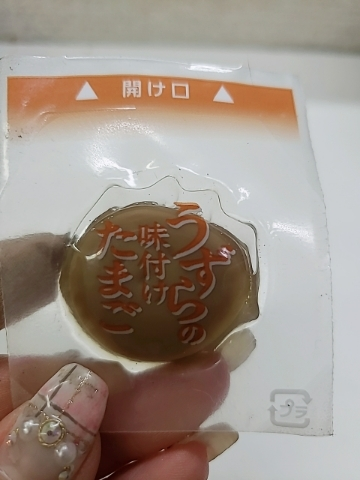 ▲ 開け口 ▲
うずらの
味付け
たまご
プラ